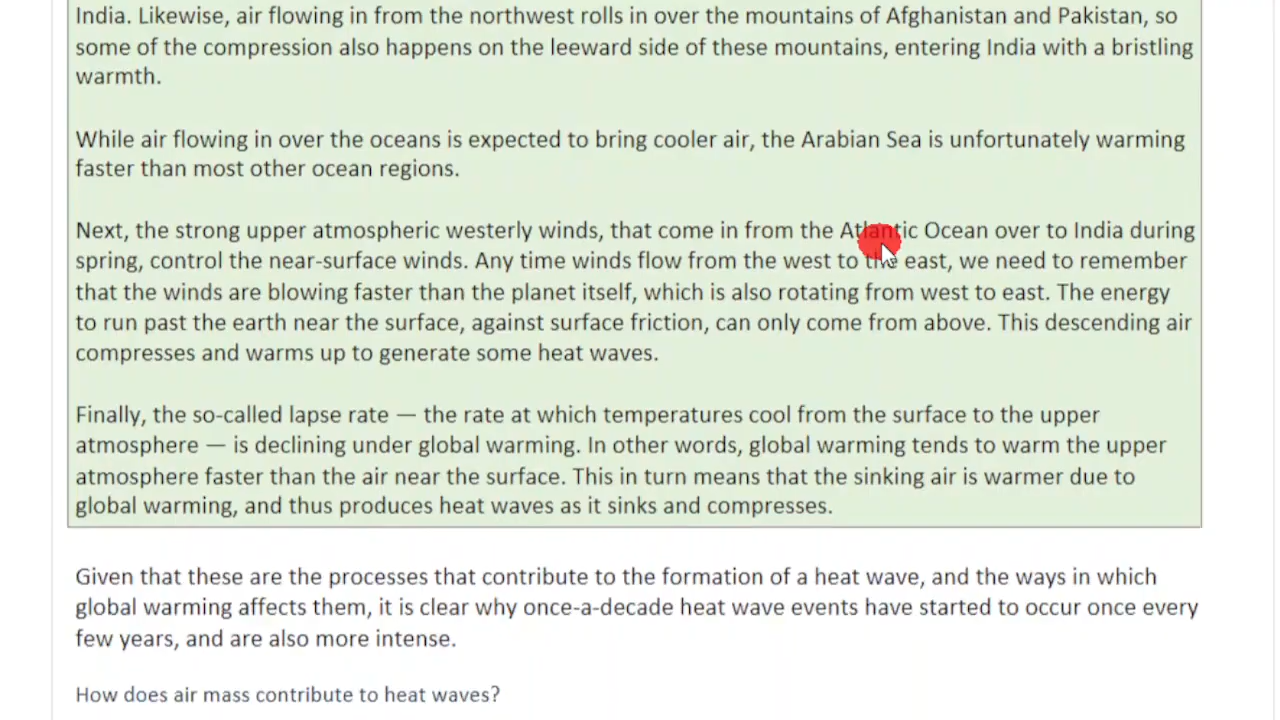 India. Likewise, air flowing in from the northwest rolls in over the mountains of Afghanistan and Pakistan, so
some of the compression also happens on the leeward side of these mountains, entering India with a bristling
warmth.
While air flowing in over the oceans is expected to bring cooler air, the Arabian Sea is unfortunately warming
faster than most other ocean regions.
Next, the strong upper atmospheric westerly winds, that come in from the Atlantic Ocean over to India during
spring, control the near-surface winds. Any time winds flow from the west to the east, we need to remember
that the winds are blowing faster than the planet itself, which is also rotating from west to east. The energy
to run past the earth near the surface, against surface friction, can only come from above. This descending air
compresses and warms up to generate some heat waves.
Finally, the so-called lapse rate — the rate at which temperatures cool from the surface to the upper
atmosphere — is declining under global warming. In other words, global warming tends to warm the upper
atmosphere faster than the air near the surface. This in turn means that the sinking air is warmer due to
global warming, and thus produces heat waves as it sinks and compresses.
Given that these are the processes that contribute to the formation of a heat wave, and the ways in which
global warming affects them, it is clear why once-a-decade heat wave events have started to occur once every
few years, and are also more intense.
How does air mass contribute to heat waves?